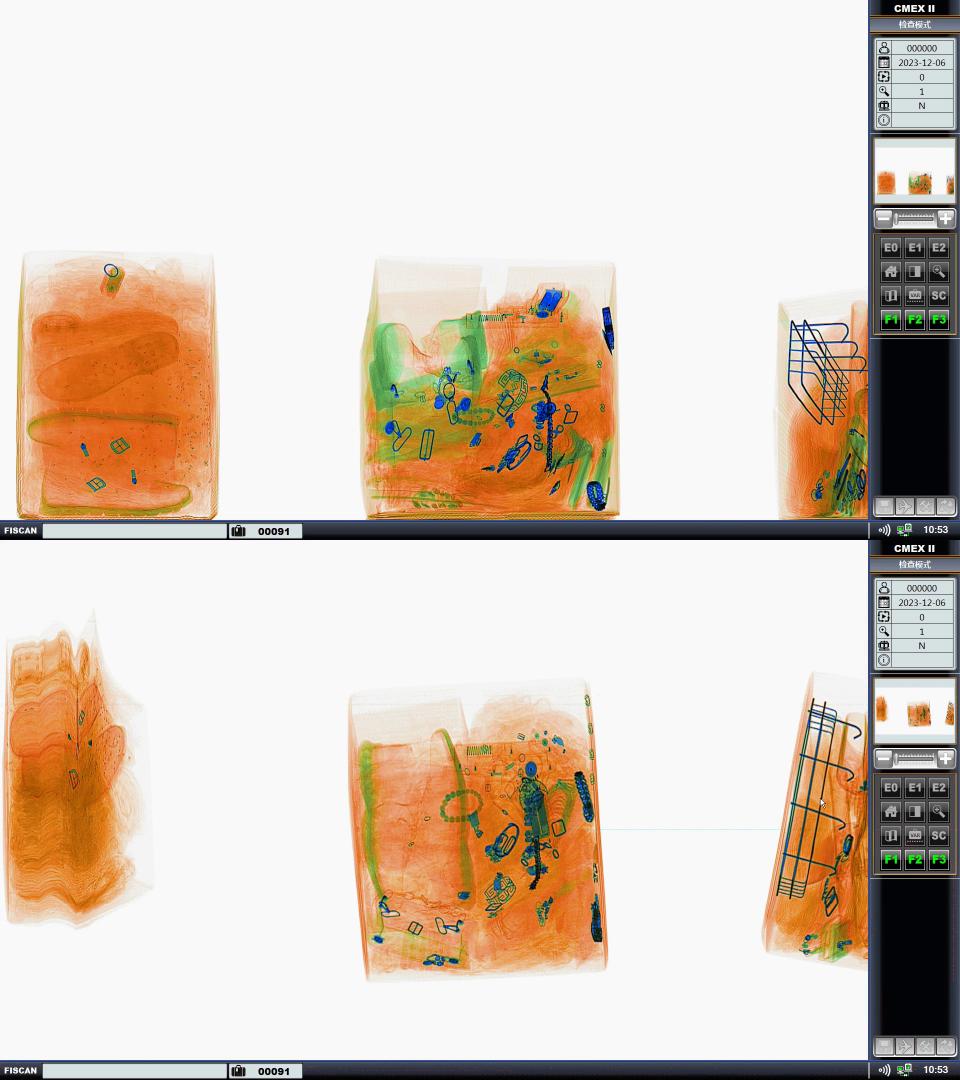 CMEX II
检查模式
000000
2023-12-06
0
1
N
E0 E1 E2
VAR SC
F1 F2 F3
FISCAN 00091 10:53
CMEX II
检查模式
000000
2023-12-06
0
1
N
E0 E1 E2
VAR SC
F1 F2 F3
FISCAN 00091 10:53